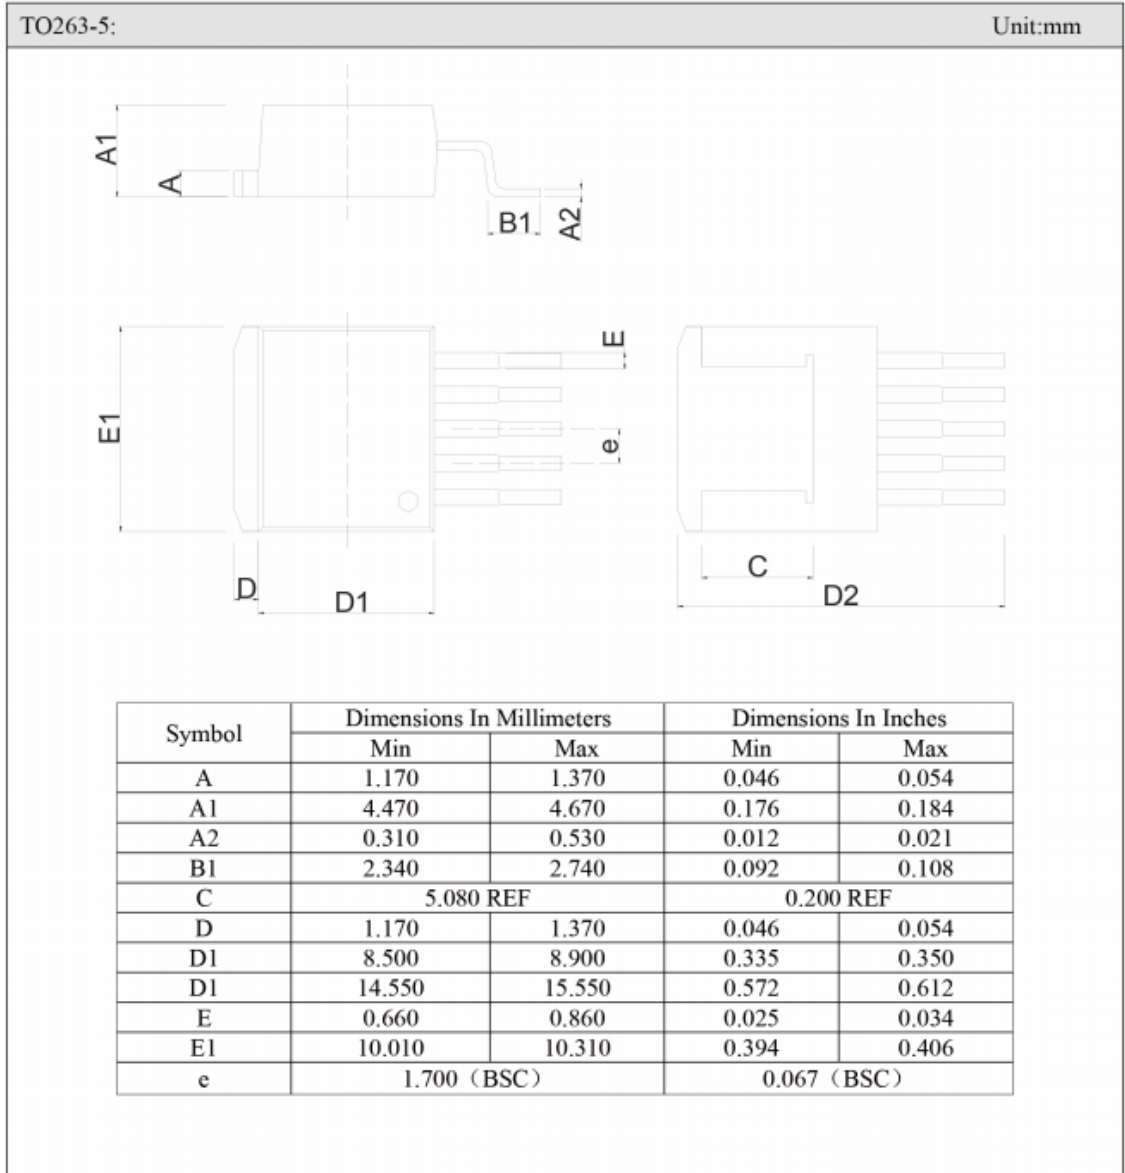 TO263-5: Unit:mm
A1
A
B1
A2
E
E1
e
C
D
D1
D2
Symbol Dimensions In Millimeters Dimensions In Inches
Min Max Min Max
A 1.170 1.370 0.046 0.054
A1 4.470 4.670 0.176 0.184
A2 0.310 0.530 0.012 0.021
B1 2.340 2.740 0.092 0.108
C 5.080 REF 0.200 REF
D 1.170 1.370 0.046 0.054
D1 8.500 8.900 0.335 0.350
D1 14.550 15.550 0.572 0.612
E 0.660 0.860 0.025 0.034
E1 10.010 10.310 0.394 0.406
e 1.700（BSC） 0.067（BSC）